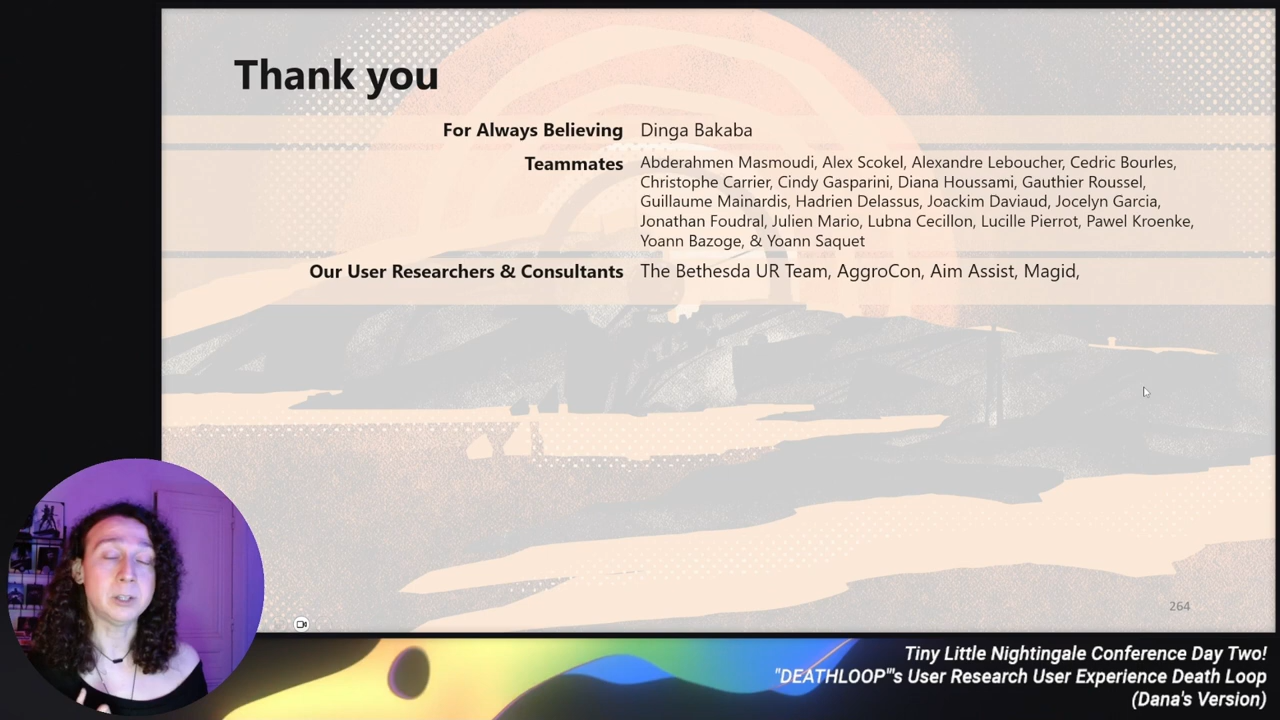 Thank you
For Always Believing Dinga Bakaba
Teammates Abderahmen Masmoudi, Alex Scokel, Alexandre Leboucher, Cedric Bourles,
Christophe Carrier, Cindy Gasparini, Diana Houssami, Gauthier Roussel,
Guillaume Mainardis, Hadrien Delassus, Joackim Daviaud, Jocelyn Garcia,
Jonathan Foudral, Julien Mario, Lubna Cecillon, Lucille Pierrot, Pawel Kroenke,
Yoann Bazoge, & Yoann Saquet
Our User Researchers & Consultants The Bethesda UR Team, AggroCon, Aim Assist, Magid,
264
Tiny Little Nightingale Conference Day Two!
"DEATHLOOP"'s User Research User Experience Death Loop
(Dana's Version)